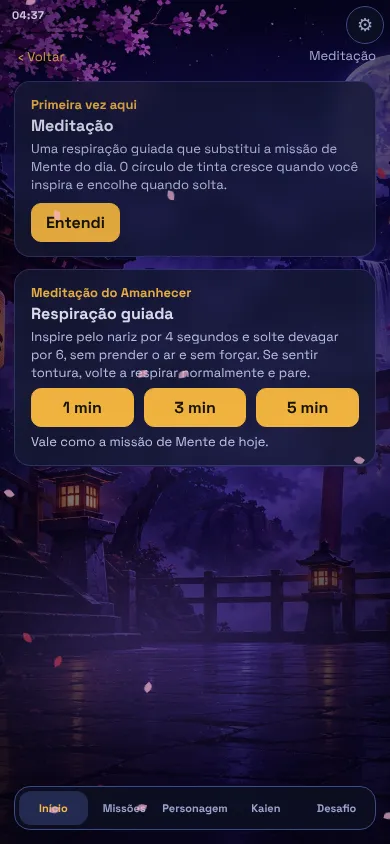 04:37
‹ Voltar
Meditação
Primeira vez aqui
Meditação
Uma respiração guiada que substitui a missão de
Mente do dia. O círculo de tinta cresce quando você
inspira e encolhe quando solta.
Entendi
Meditação do Amanhecer
Respiração guiada
Inspire pelo nariz por 4 segundos e solte devagar
por 6, sem prender o ar e sem forçar. Se sentir
tontura, volte a respirar normalmente e pare.
1 min 3 min 5 min
Vale como a missão de Mente de hoje.
Início Missões Personagem Kaien Desafio